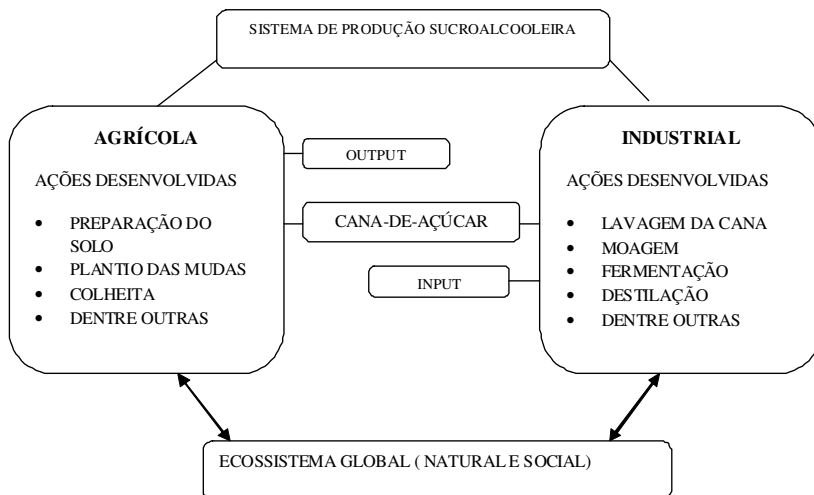 SISTEMA DE PRODUÇÃO SUCROALCOOLEIRA
AGRÍCOLA
AÇÕES DESENVOLVIDAS
• PREPARAÇÃO DO
SOLO
• PLANTIO DAS MUDAS
• COLHEITA
• DENTRE OUTRAS
OUTPUT
CANA-DE-AÇÚCAR
INPUT
INDUSTRIAL
AÇÕES DESENVOLVIDAS
• LAVAGEM DA CANA
• MOAGEM
• FERMENTAÇÃO
• DESTILAÇÃO
• DENTRE OUTRAS
ECOSSISTEMA GLOBAL ( NATURAL E SOCIAL)